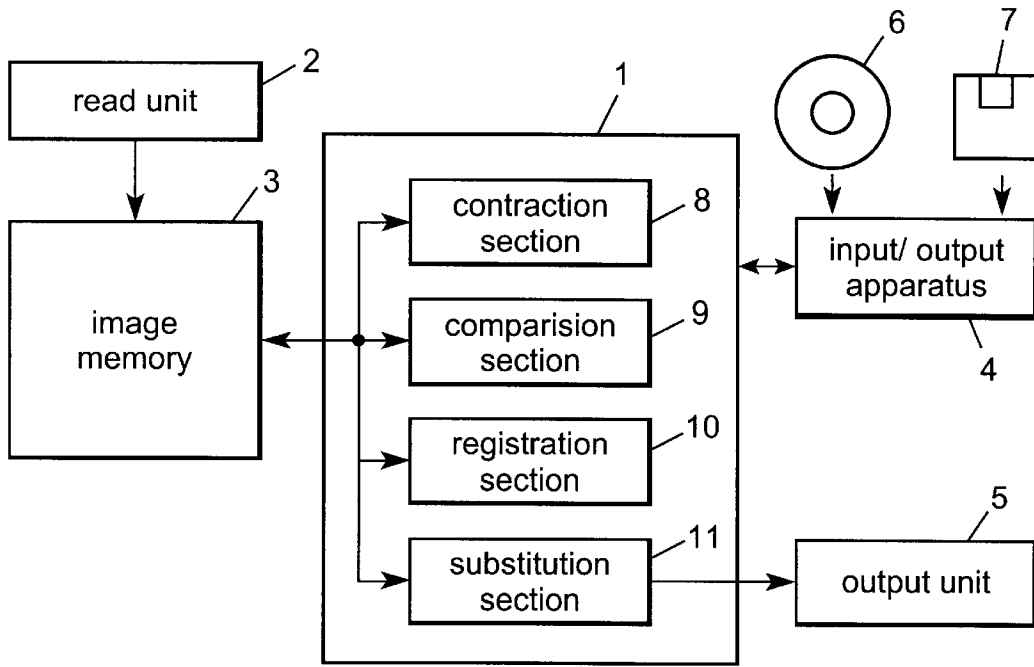 6
7
2
1
read unit
3
contraction
section
8
input/ output
apparatus
image
memory
comparision
section
9
4
registration
section
10
5
substitution
section
11
output unit